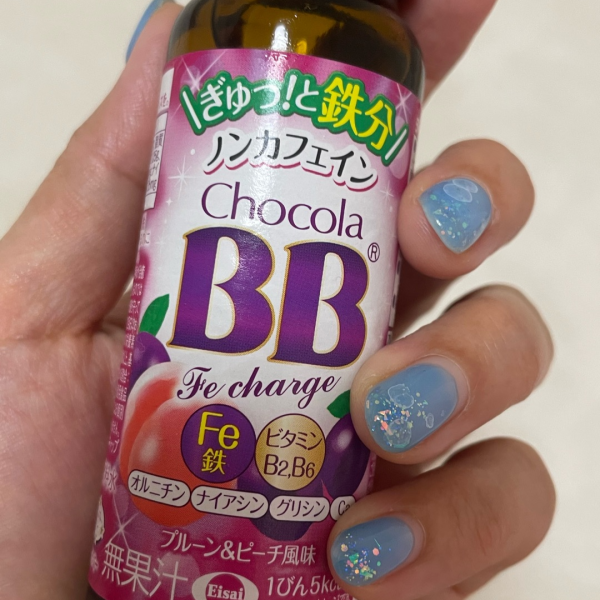 ぎゅっ!と鉄分
ノンカフェイン
Chocola
BB®
Fe charge
Fe
鉄
ビタミン
B2,B6
オルニチン
ナイアシン
グリシン
プルーン&ピーチ風味
無果汁
Eisai
1びん5kc